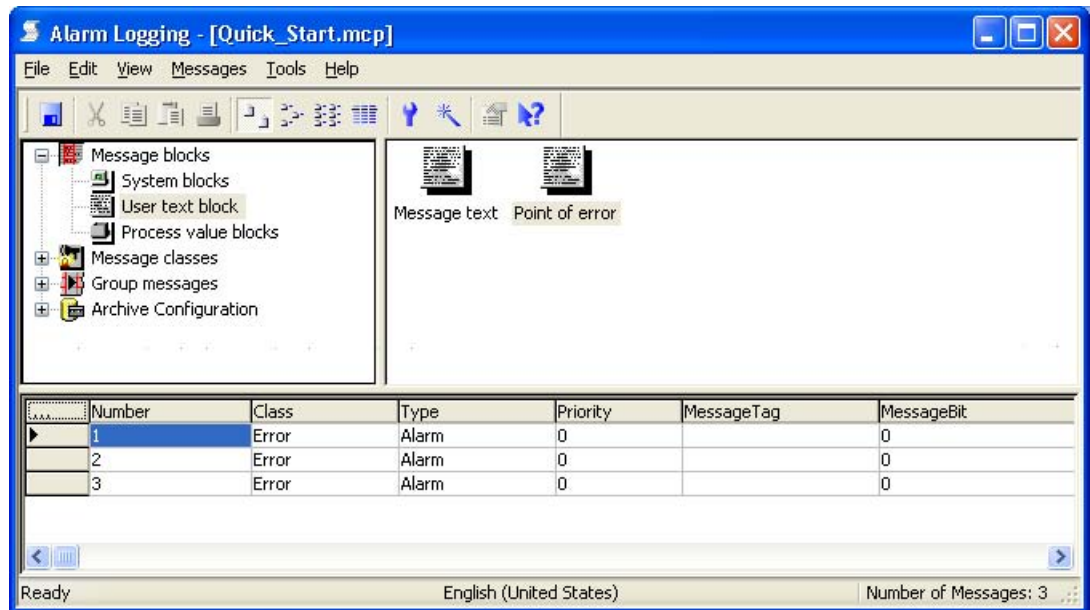 Alarm Logging - [Quick_Start.mcp]
File Edit View Messages Tools Help
Message blocks
System blocks
User text block
Process value blocks
Message classes
Group messages
Archive Configuration
Message text Point of error
Number Class Type Priority MessageTag MessageBit
1 Error Alarm 0 0
2 Error Alarm 0 0
3 Error Alarm 0 0
Ready English (United States) Number of Messages: 3